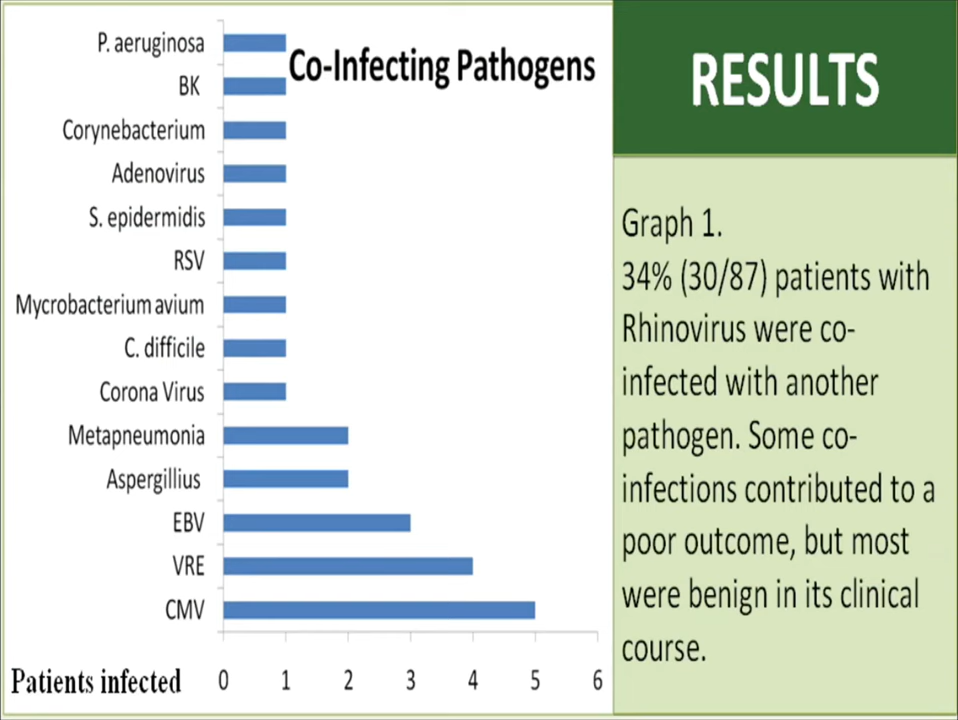 Co-Infecting Pathogens
P. aeruginosa
BK
Corynebacterium
Adenovirus
S. epidermidis
RSV
Mycrobacterium avium
C. difficile
Corona Virus
Metapneumonia
Aspergillius
EBV
VRE
CMV
Patients infected 0 1 2 3 4 5 6
RESULTS
Graph 1.
34% (30/87) patients with
Rhinovirus were co-
infected with another
pathogen. Some co-
infections contributed to a
poor outcome, but most
were benign in its clinical
course.